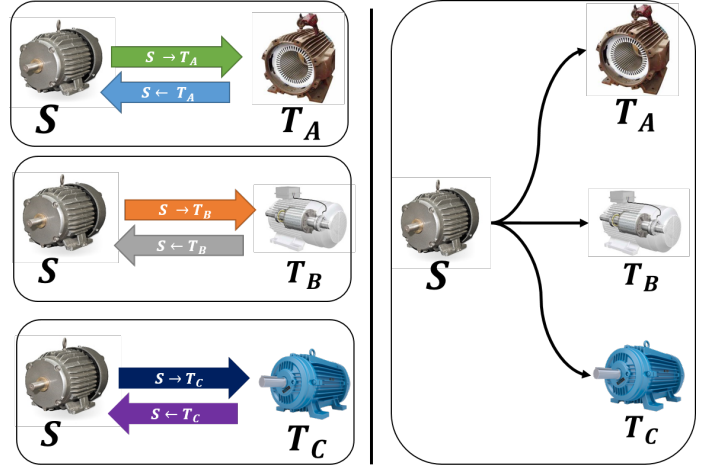 S → T_A
S ← T_A
S
T_A
S → T_B
S ← T_B
S
T_B
S → T_C
S ← T_C
S
T_C
T_A
S
T_B
T_C